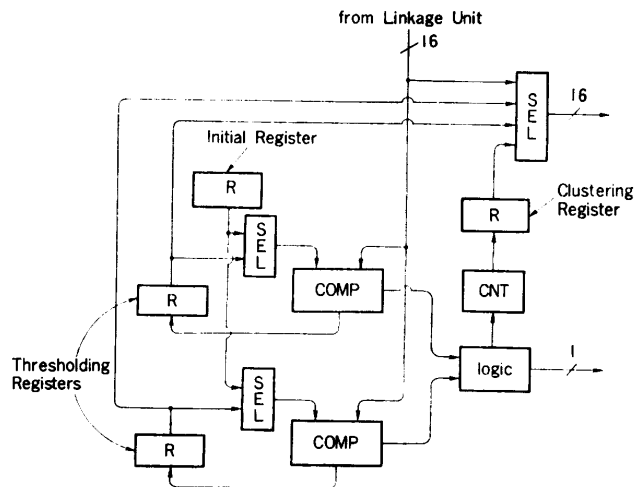 from Linkage Unit
16
SEL
16
Initial Register
R
Clustering
Register
R
SEL
COMP
CNT
R
Thresholding
Registers
logic
1
SEL
COMP
R